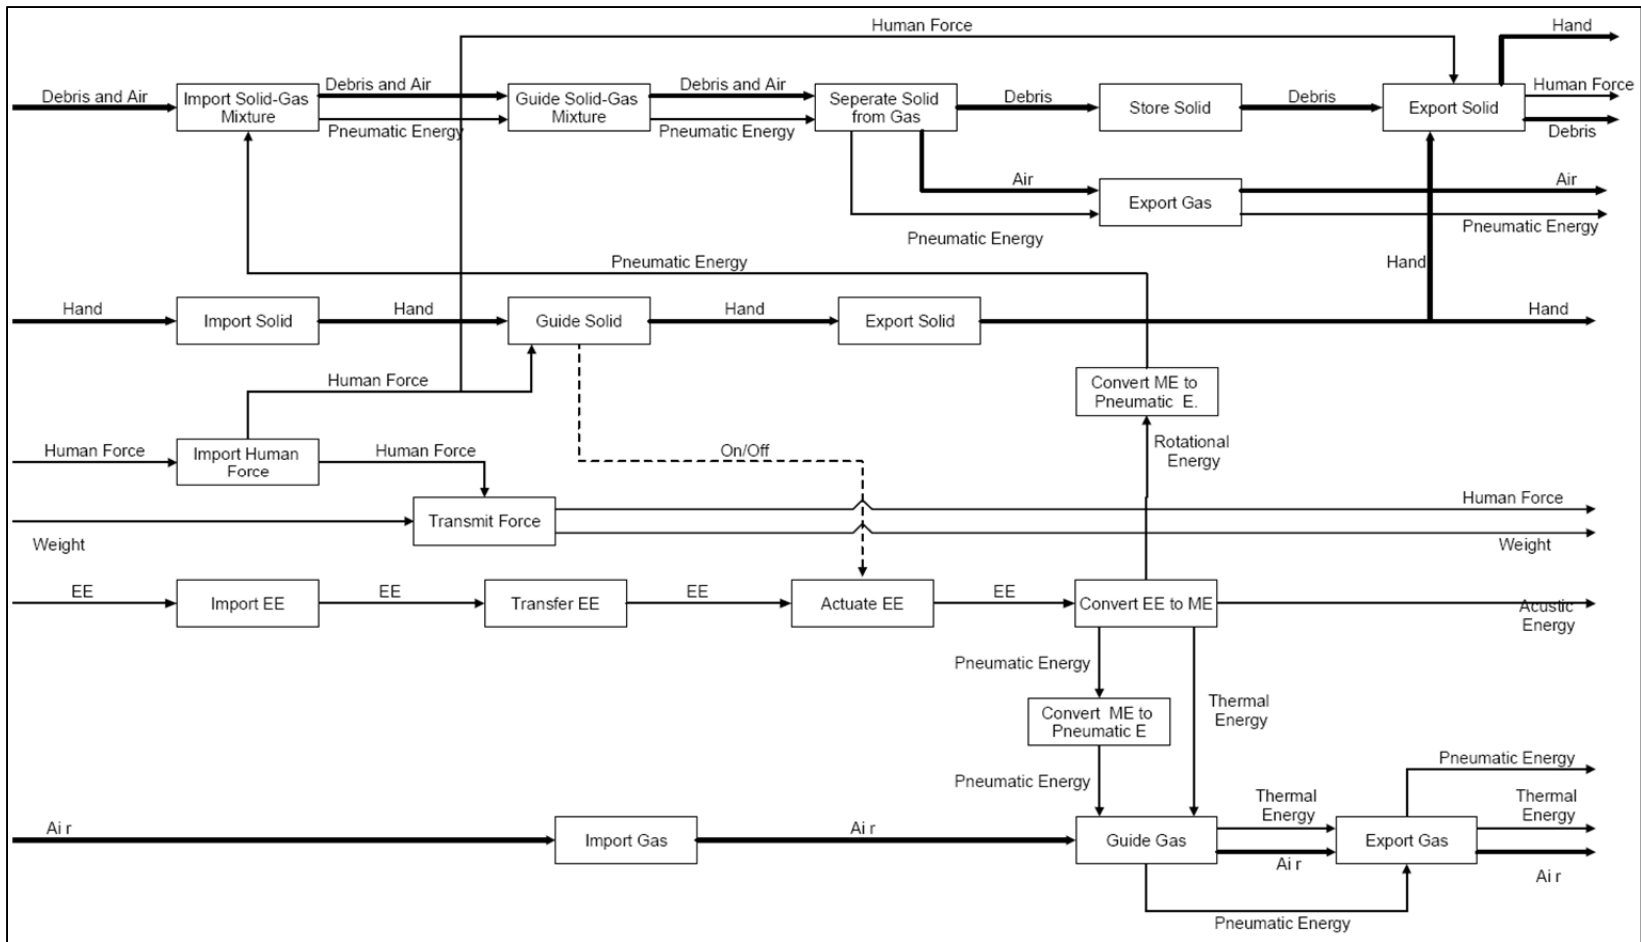 Human Force
Hand
Debris and Air
Import Solid-Gas
Mixture
Debris and Air
Pneumatic Energy
Guide Solid-Gas
Mixture
Debris and Air
Pneumatic Energy
Seperate Solid
from Gas
Debris
Store Solid
Debris
Export Solid
Human Force
Debris
Air
Export Gas
Air
Pneumatic Energy
Pneumatic Energy
Pneumatic Energy
Hand
Hand
Import Solid
Hand
Guide Solid
Hand
Export Solid
Hand
Human Force
Convert ME to
Pneumatic E.
Human Force
Import Human
Force
Human Force
On/Off
Rotational
Energy
Weight
Transmit Force
Human Force
Weight
EE
Import EE
EE
Transfer EE
EE
Actuate EE
EE
Convert EE to ME
Acustic
Energy
Pneumatic Energy
Thermal
Energy
Convert ME to
Pneumatic E
Pneumatic Energy
Pneumatic Energy
Ai r
Import Gas
Ai r
Guide Gas
Thermal
Energy
Ai r
Export Gas
Thermal
Energy
Ai r
Pneumatic Energy